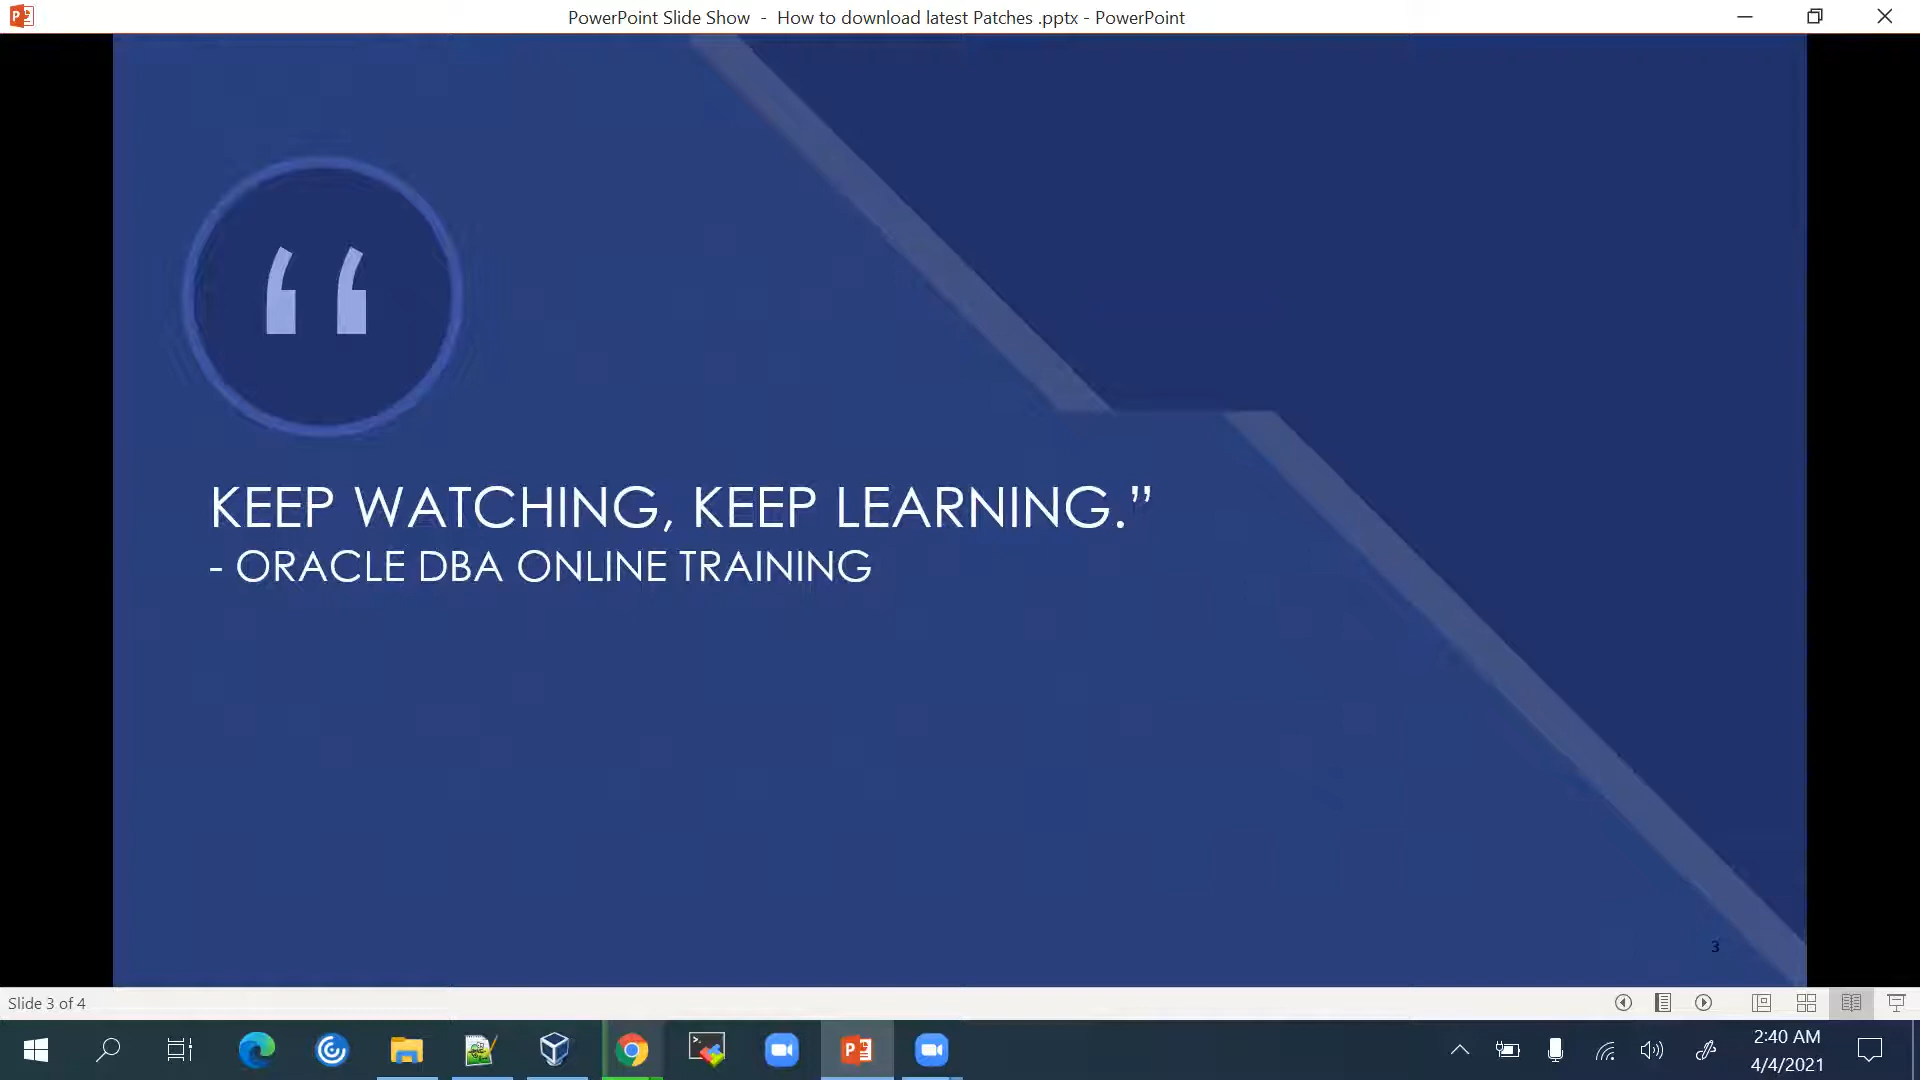 PowerPoint Slide Show - How to download latest Patches .pptx - PowerPoint
“
KEEP WATCHING, KEEP LEARNING.”
- ORACLE DBA ONLINE TRAINING
3
Slide 3 of 4
2:40 AM
4/4/2021